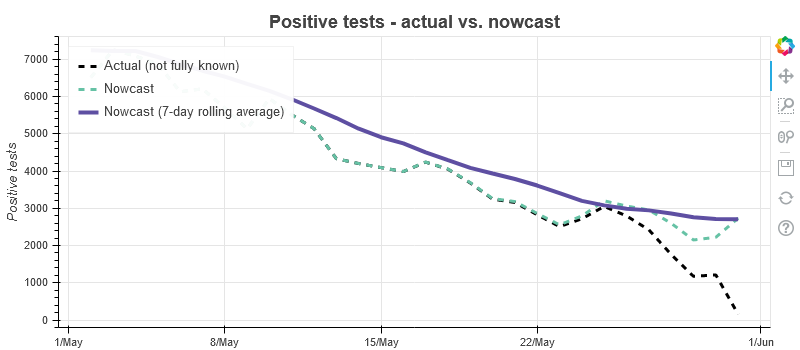 Positive tests - actual vs. nowcast
Positive tests
7000
6000
5000
4000
3000
2000
1000
0
Actual (not fully known)
Nowcast
Nowcast (7-day rolling average)
1/May
8/May
15/May
22/May
1/Jun